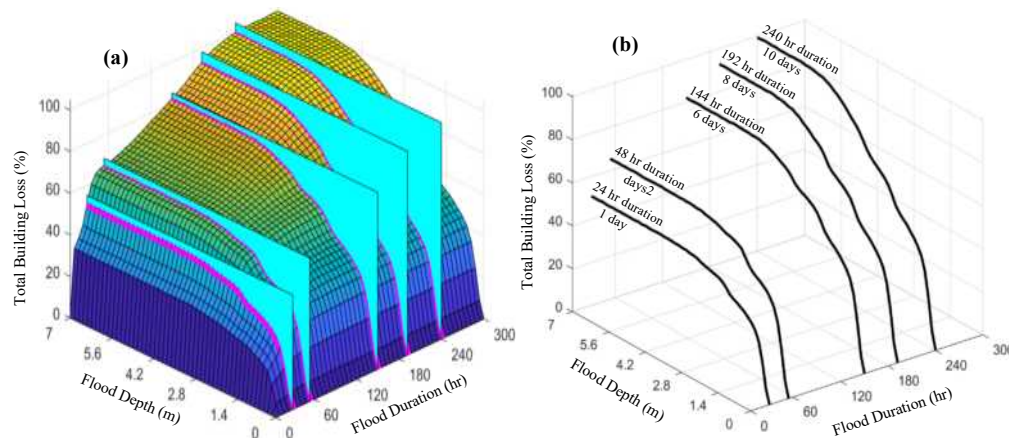 (a)
Total Building Loss (%)
100
80
60
40
20
0
7
5.6
4.2
2.8
1.4
0
Flood Depth (m)
0
60
120
180
240
300
Flood Duration (hr)
(b)
Total Building Loss (%)
100
80
60
40
20
0
7
5.6
4.2
2.8
1.4
0
Flood Depth (m)
0
60
120
180
240
300
Flood Duration (hr)
240 hr duration
10 days
192 hr duration
8 days
144 hr duration
6 days
48 hr duration
days2
24 hr duration
1 day